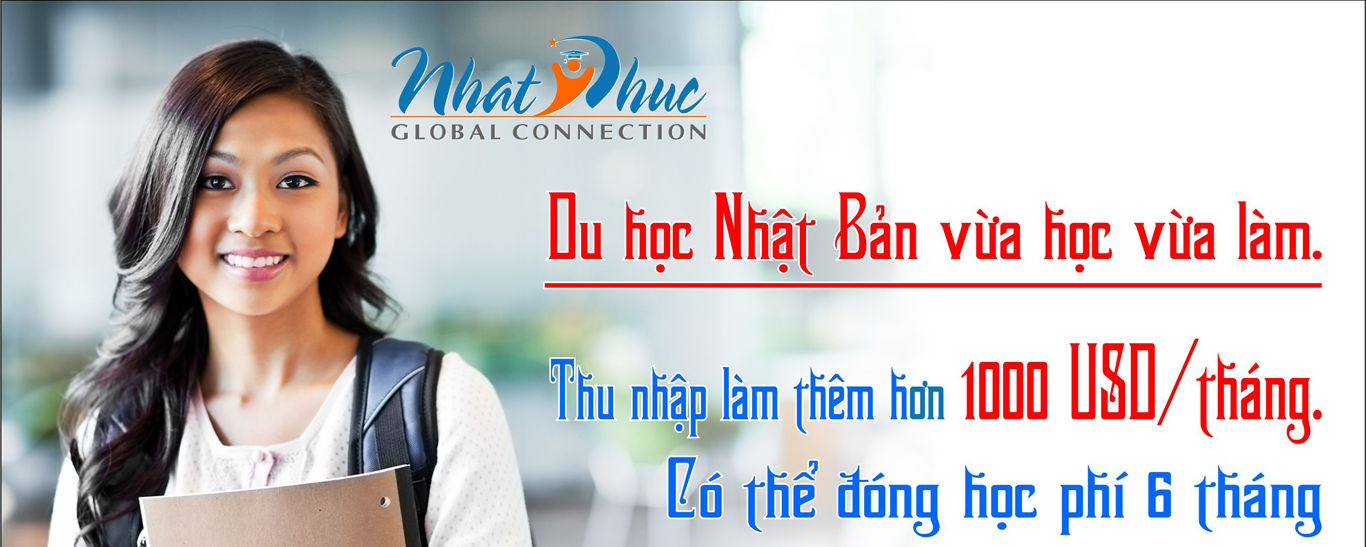 Nhat Phuc
GLOBAL CONNECTION
Du học Nhật Bản vừa học vừa làm.
Thu nhập làm thêm hơn 1000 USD/tháng.
Có thể đóng học phí 6 tháng